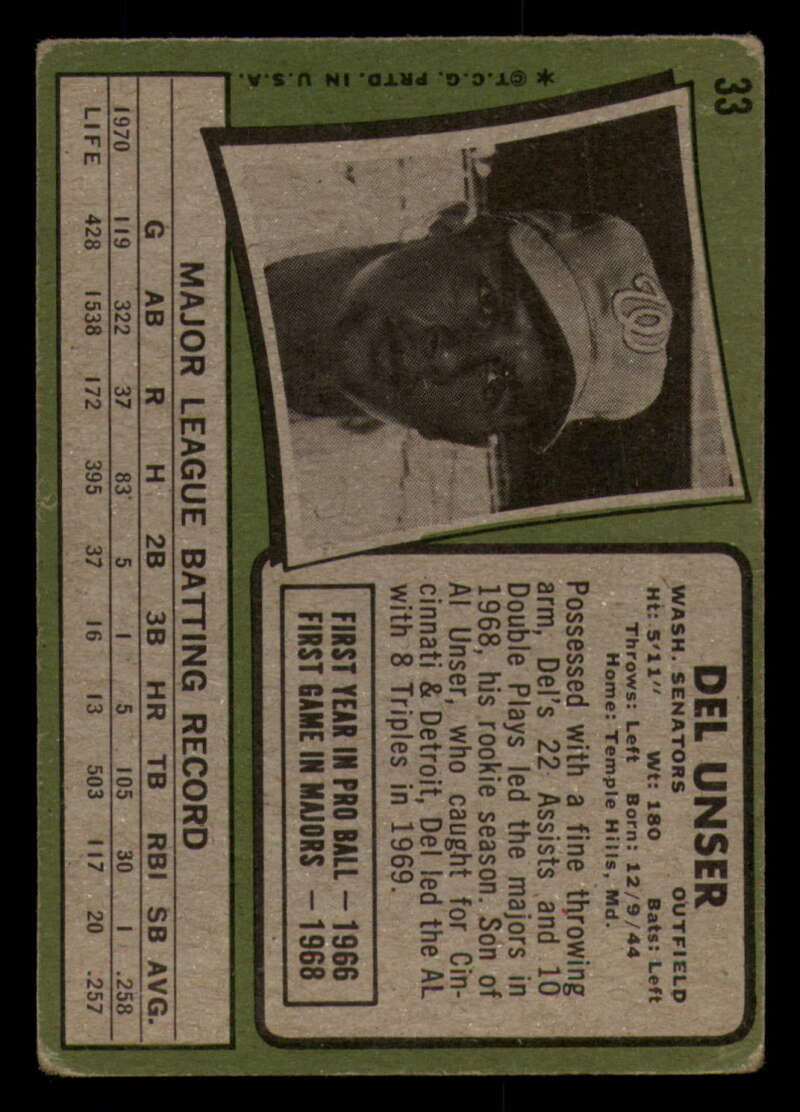 33
* ©T.C.G. PRTD. IN U.S.A.
W
DEL UNSER
WASH. SENATORS OUTFIELD
Ht: 5'11" Wt: 180 Bats: Left
Throws: Left Born: 12/9/44
Home: Temple Hills, Md.
Possessed with a fine throwing
arm, Del's 22 Assists and 10
Double Plays led the majors in
1968, his rookie season. Son of
Al Unser, who caught for Cin-
cinnati & Detroit, Del led the AL
with 8 Triples in 1969.
FIRST YEAR IN PRO BALL — 1966
FIRST GAME IN MAJORS — 1968
MAJOR LEAGUE BATTING RECORD
G AB R H 2B 3B HR TB RBI SB AVG.
1970 119 322 37 83 5 1 5 105 30 1 .258
LIFE 428 1538 172 395 37 16 13 503 117 20 .257